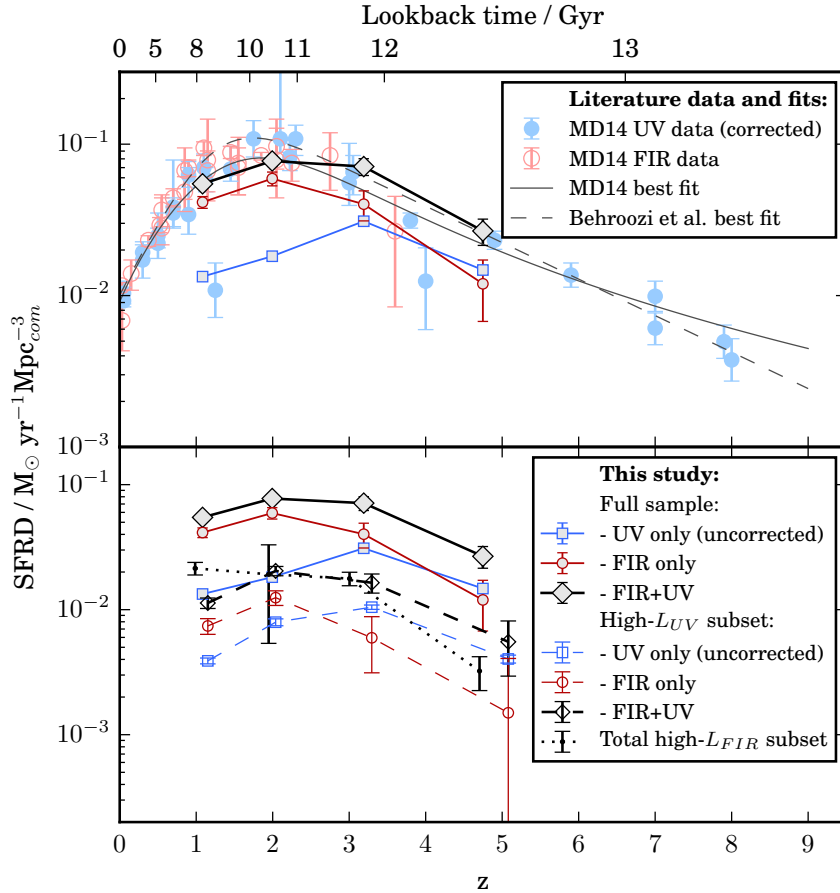 Lookback time / Gyr
0 5 8 10 11 12 13
Literature data and fits:
MD14 UV data (corrected)
MD14 FIR data
MD14 best fit
Behroozi et al. best fit
10⁻¹
10⁻²
10⁻³
SFRD / M⊙ yr⁻¹Mpc⁻³com
This study:
Full sample:
- UV only (uncorrected)
- FIR only
- FIR+UV
High-L_UV subset:
- UV only (uncorrected)
- FIR only
- FIR+UV
Total high-L_FIR subset
10⁻¹
10⁻²
10⁻³
0 1 2 3 4 5 6 7 8 9
z